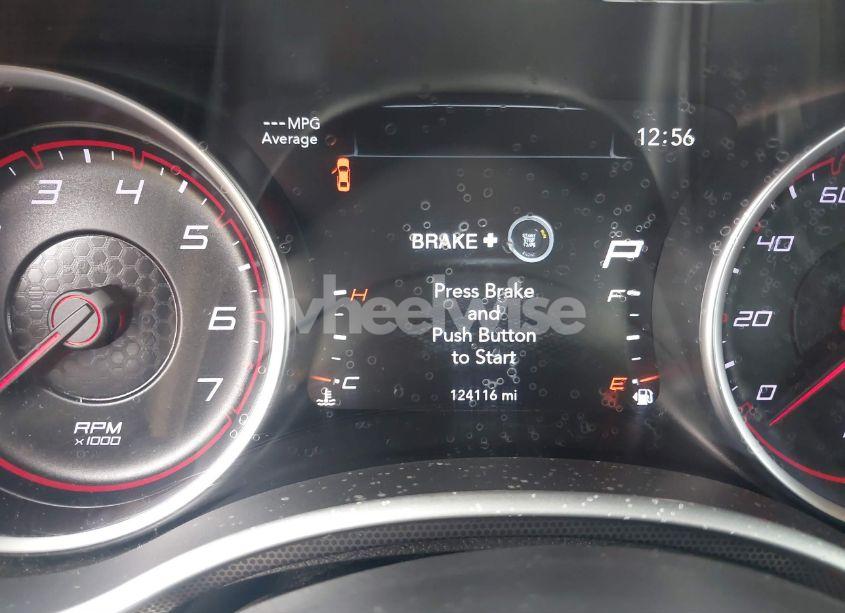 ---MPG
Average
12:56
BRAKE +
P
Press Brake
and
Push Button
to Start
H
F
C
E
124116 mi
3
4
5
6
7
RPM
x1000
60
40
20
0
wheelwise